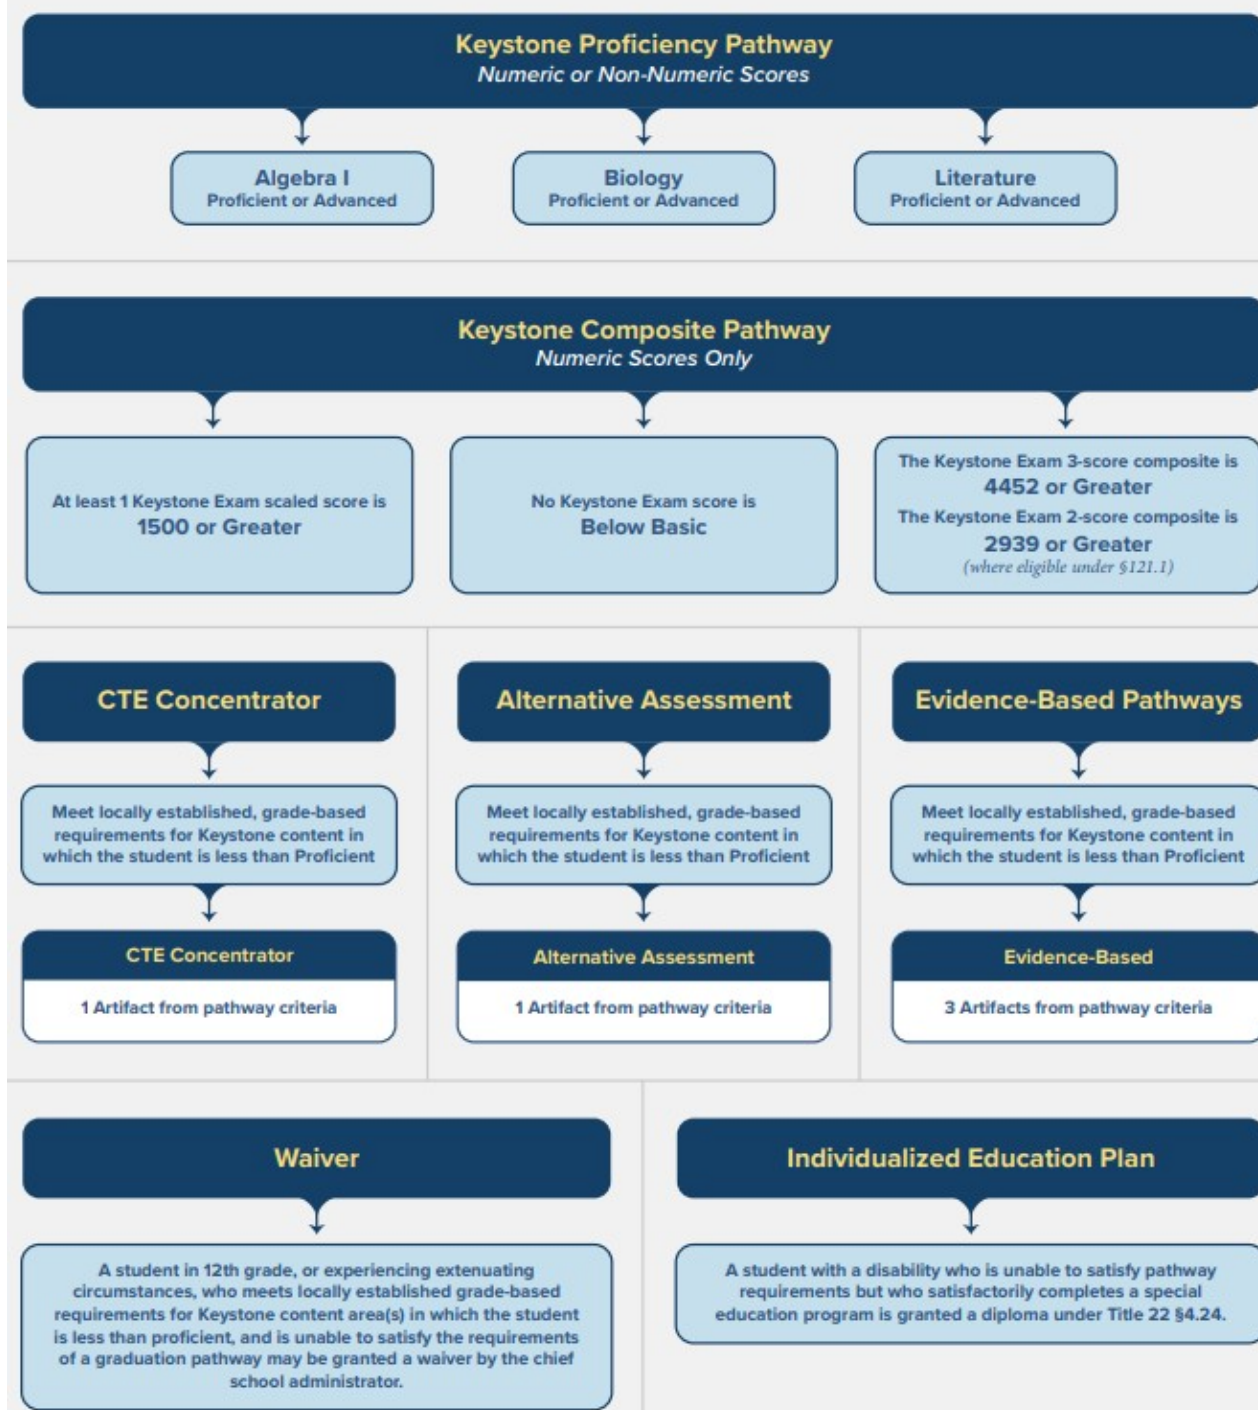 Keystone Proficiency Pathway
Numeric or Non-Numeric Scores
Algebra I
Proficient or Advanced
Biology
Proficient or Advanced
Literature
Proficient or Advanced
Keystone Composite Pathway
Numeric Scores Only
At least 1 Keystone Exam scaled score is
1500 or Greater
No Keystone Exam score is
Below Basic
The Keystone Exam 3-score composite is
4452 or Greater
The Keystone Exam 2-score composite is
2939 or Greater
(where eligible under §121.1)
CTE Concentrator
Meet locally established, grade-based
requirements for Keystone content in
which the student is less than Proficient
CTE Concentrator
1 Artifact from pathway criteria
Alternative Assessment
Meet locally established, grade-based
requirements for Keystone content in
which the student is less than Proficient
Alternative Assessment
1 Artifact from pathway criteria
Evidence-Based Pathways
Meet locally established, grade-based
requirements for Keystone content in
which the student is less than Proficient
Evidence-Based
3 Artifacts from pathway criteria
Waiver
A student in 12th grade, or experiencing extenuating
circumstances, who meets locally established grade-based
requirements for Keystone content area(s) in which the student
is less than proficient, and is unable to satisfy the requirements
of a graduation pathway may be granted a waiver by the chief
school administrator.
Individualized Education Plan
A student with a disability who is unable to satisfy pathway
requirements but who satisfactorily completes a special
education program is granted a diploma under Title 22 §4.24.